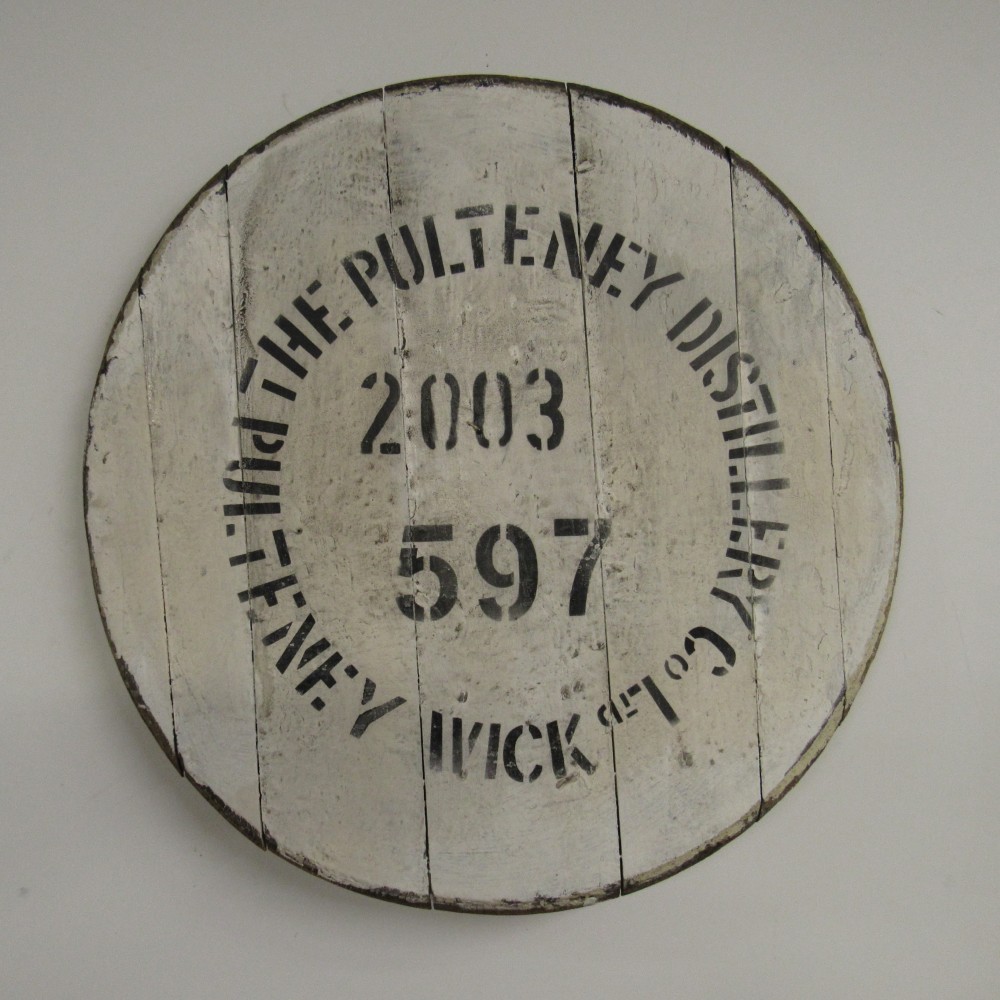 THE PULTENEY DISTILLERY Co LTD
PULTENEY WICK
2003
597